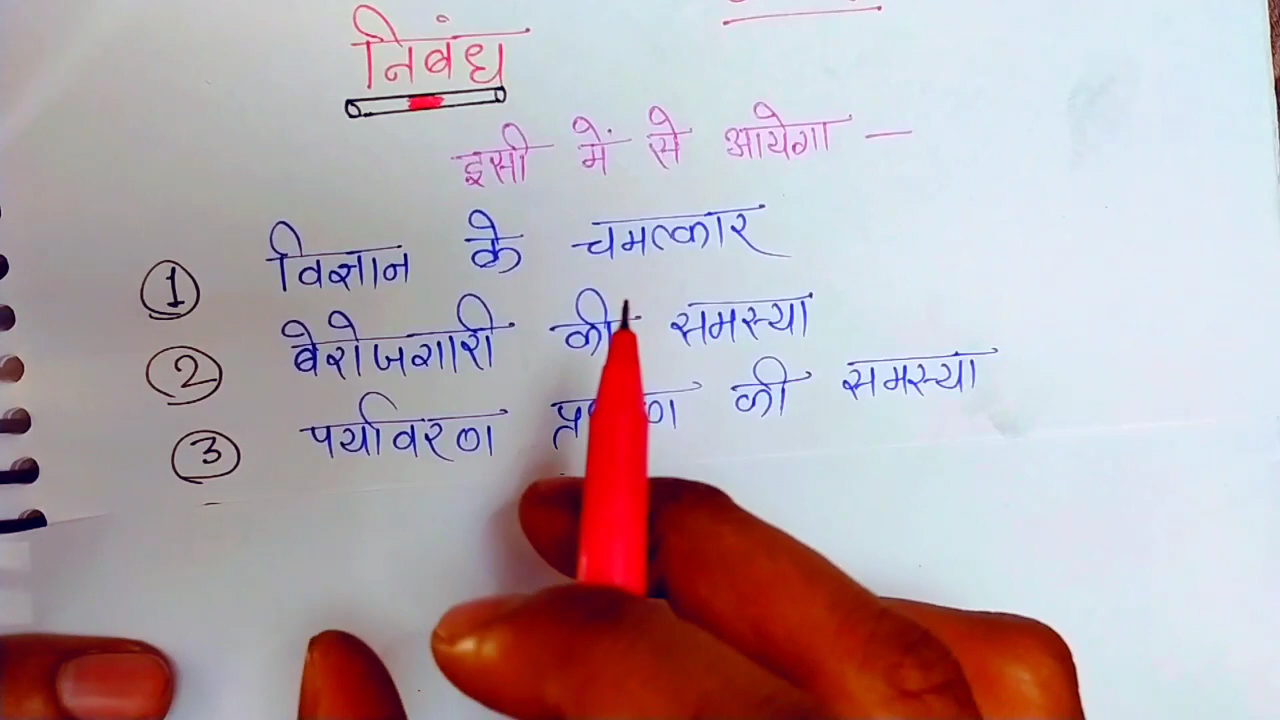 निबंध
इसी में से आयेगा —
① विज्ञान के चमत्कार
② बेरोजगारी की समस्या
③ पर्यावरण की समस्या